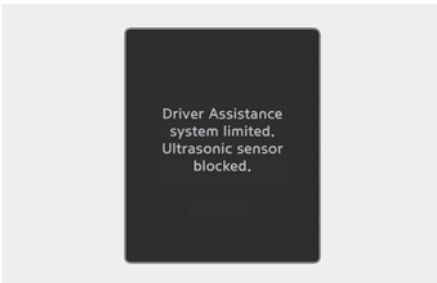 Driver Assistance
system limited.
Ultrasonic sensor
blocked.